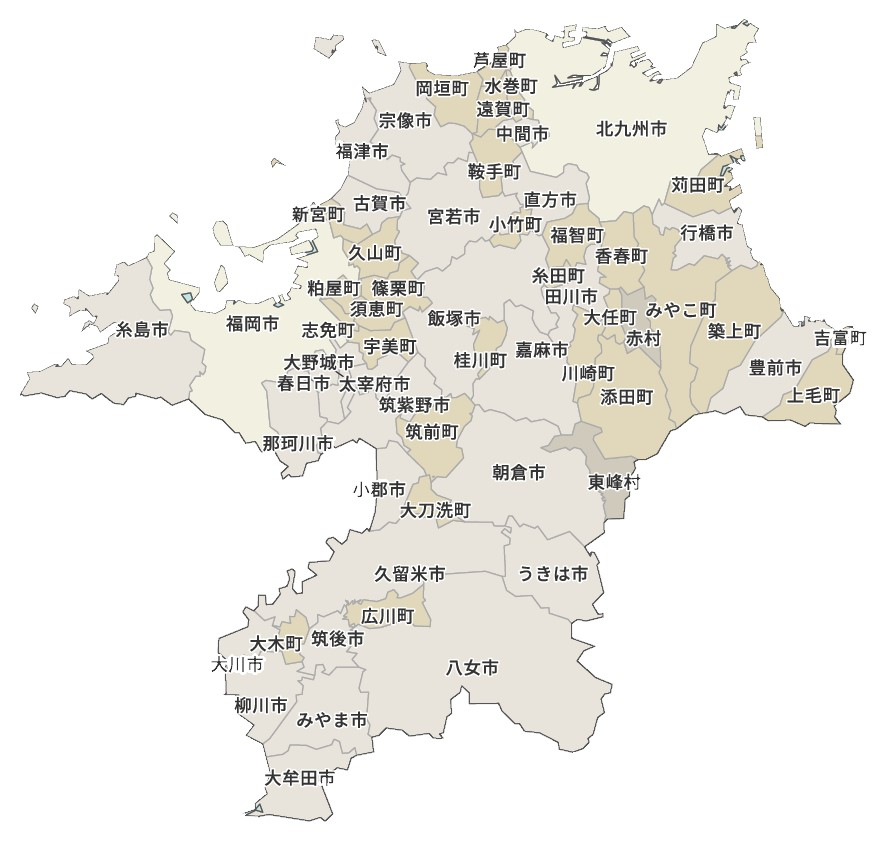 芦屋町
岡垣町
水巻町
遠賀町
宗像市
中間市
北九州市
福津市
鞍手町
苅田町
直方市
古賀市
新宮町
宮若市
小竹町
福智町
行橋市
久山町
香春町
糸田町
粕屋町
篠栗町
田川市
須恵町
みやこ町
飯塚市
大任町
福岡市
糸島市
志免町
築上町
赤村
吉富町
宇美町
嘉麻市
桂川町
大野城市
豊前市
川崎町
春日市
太宰府市
上毛町
添田町
筑紫野市
筑前町
那珂川市
朝倉市
東峰村
小郡市
大刀洗町
久留米市
うきは市
広川町
筑後市
大木町
大川市
八女市
柳川市
みやま市
大牟田市